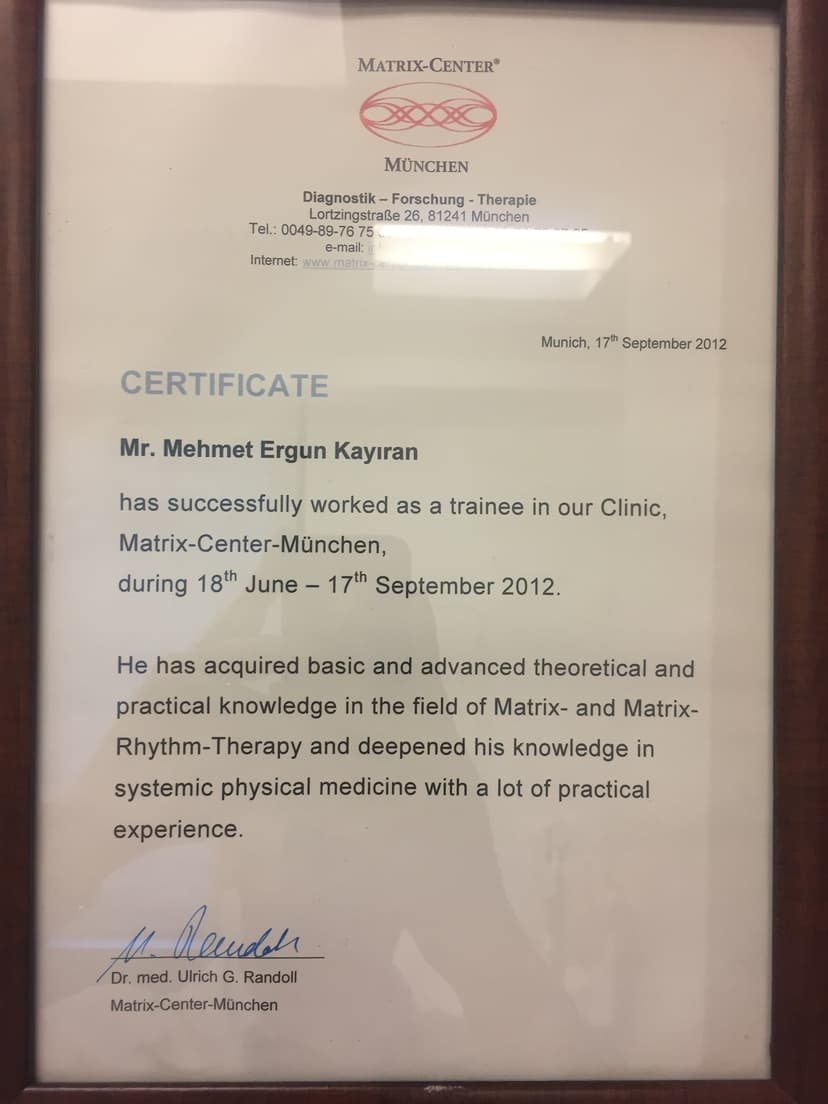 MATRIX-CENTER®
MÜNCHEN
Diagnostik – Forschung - Therapie
Lortzingstraße 26, 81241 München
Tel.: 0049-89-76 75
e-mail:
Internet: www.matrix-
Munich, 17th September 2012
CERTIFICATE
Mr. Mehmet Ergun Kayıran
has successfully worked as a trainee in our Clinic,
Matrix-Center-München,
during 18th June – 17th September 2012.
He has acquired basic and advanced theoretical and
practical knowledge in the field of Matrix- and Matrix-
Rhythm-Therapy and deepened his knowledge in
systemic physical medicine with a lot of practical
experience.
U. Randoll
Dr. med. Ulrich G. Randoll
Matrix-Center-München